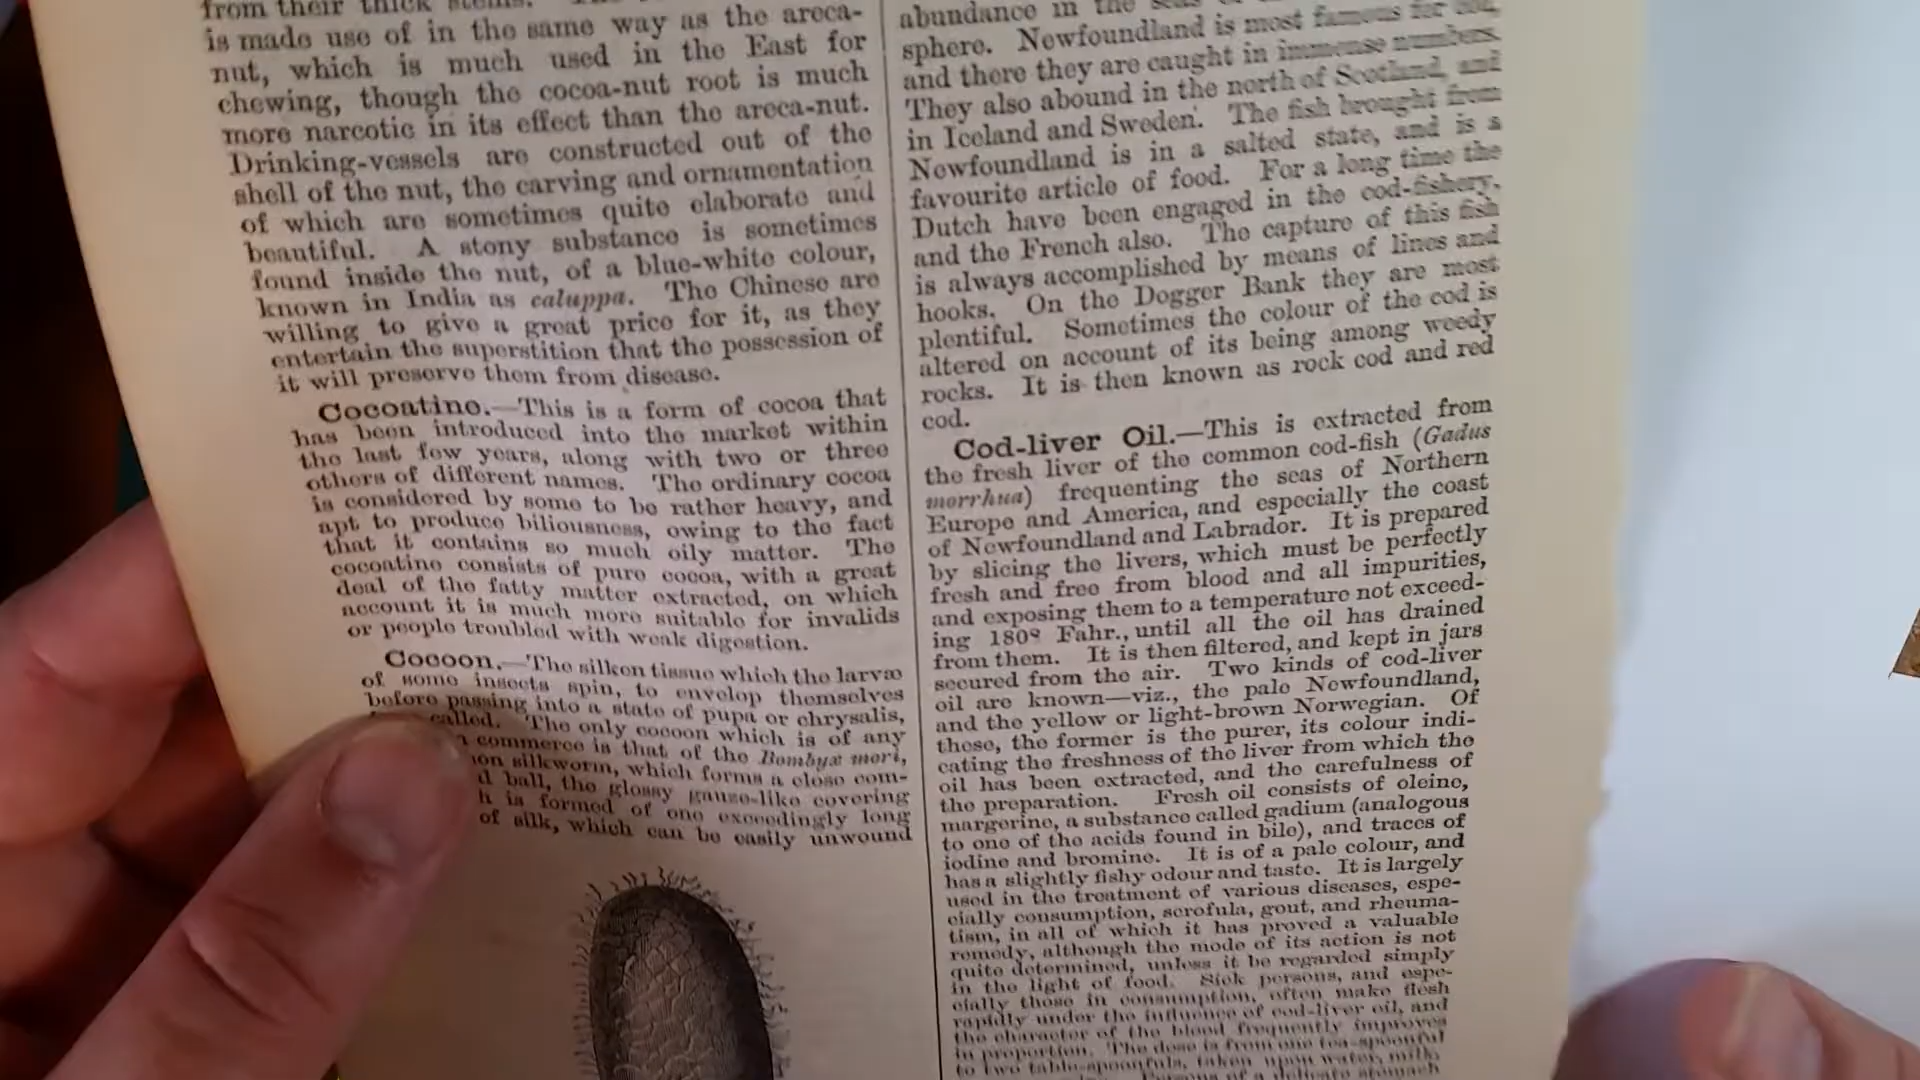 from their thick stems.
is made use of in the same way as the areca-
nut, which is much used in the East for
chewing, though the cocoa-nut root is much
more narcotic in its effect than the areca-nut.
Drinking-vessels are constructed out of the
shell of the nut, the carving and ornamentation
of which are sometimes quite elaborate and
beautiful. A stony substance is sometimes
found inside the nut, of a blue-white colour,
known in India as caluppa. The Chinese are
willing to give a great price for it, as they
entertain the superstition that the possession of
it will preserve them from disease.
Cocoatine.—This is a form of cocoa that
has been introduced into the market within
the last few years, along with two or three
others of different names. The ordinary cocoa
is considered by some to be rather heavy, and
apt to produce biliousness, owing to the fact
that it contains so much oily matter. The
cocoatine consists of pure cocoa, with a great
deal of the fatty matter extracted, on which
account it is much more suitable for invalids
or people troubled with weak digestion.
Cocoon.—The silken tissue which the larvæ
of some insects spin, to envelop themselves
before passing into a state of pupa or chrysalis,
called. The only cocoon which is of any
commerce is that of the Bombyx mori,
silkworm, which forms a close com-
ball, the glossy gauze-like covering
is formed of one exceedingly long
of silk, which can be easily unwound
abundance in the seas of
sphere. Newfoundland is most famous for cod,
and there they are caught in immense numbers.
They also abound in the north of Scotland, and
in Iceland and Sweden. The fish brought from
Newfoundland is in a salted state, and is a
favourite article of food. For a long time the
Dutch have been engaged in the cod-fishery,
and the French also. The capture of this fish
is always accomplished by means of lines and
hooks. On the Dogger Bank they are most
plentiful. Sometimes the colour of the cod is
altered on account of its being among weedy
rocks. It is then known as rock cod and red
cod.
Cod-liver Oil.—This is extracted from
the fresh liver of the common cod-fish (Gadus
morrhua) frequenting the seas of Northern
Europe and America, and especially the coast
of Newfoundland and Labrador. It is prepared
by slicing the livers, which must be perfectly
fresh and free from blood and all impurities,
and exposing them to a temperature not exceed-
ing 180° Fahr., until all the oil has drained
from them. It is then filtered, and kept in jars
secured from the air. Two kinds of cod-liver
oil are known—viz., the pale Newfoundland,
and the yellow or light-brown Norwegian. Of
these, the former is the purer, its colour indi-
cating the freshness of the liver from which the
oil has been extracted, and the carefulness of
the preparation. Fresh oil consists of oleine,
margerine, a substance called gadium (analogous
to one of the acids found in bile), and traces of
iodine and bromine. It is of a pale colour, and
has a slightly fishy odour and taste. It is largely
used in the treatment of various diseases, espe-
cially consumption, scrofula, gout, and rheuma-
tism, in all of which it has proved a valuable
remedy, although the mode of its action is not
quite determined, unless it be regarded simply
in the light of food. Sick persons, and espe-
cially those in consumption, often make flesh
rapidly under the influence of cod-liver oil, and
the character of the blood frequently improves
in proportion. The dose is from one tea-spoonful
to two table-spoonfuls, taken upon water, milk,
Persons of a delicate stomach